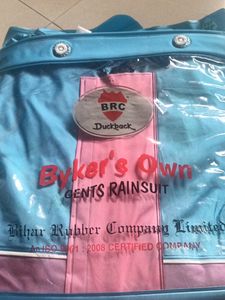 BRC
Duckback
Byker's Own
GENTS RAINSUIT
Bihar Rubber Company Limited
An ISO 9001 : 2008 CERTIFIED COMPANY